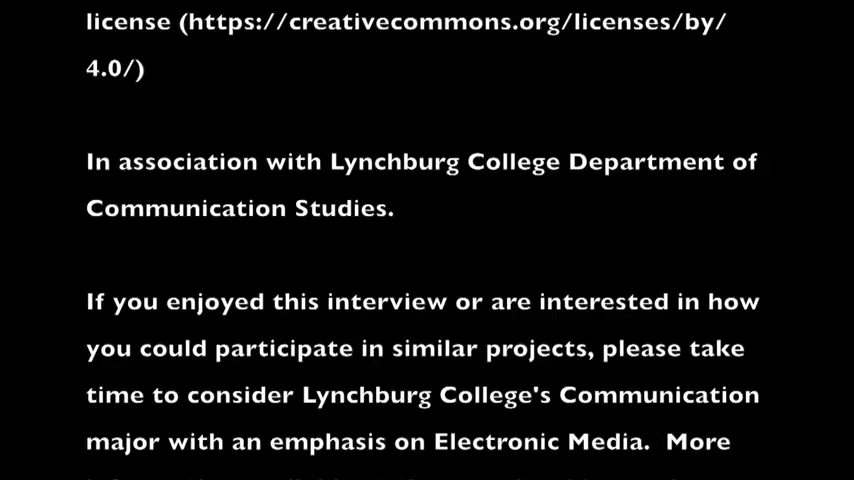 license (https://creativecommons.org/licenses/by/
4.0/)
In association with Lynchburg College Department of
Communication Studies.
If you enjoyed this interview or are interested in how
you could participate in similar projects, please take
time to consider Lynchburg College's Communication
major with an emphasis on Electronic Media.  More